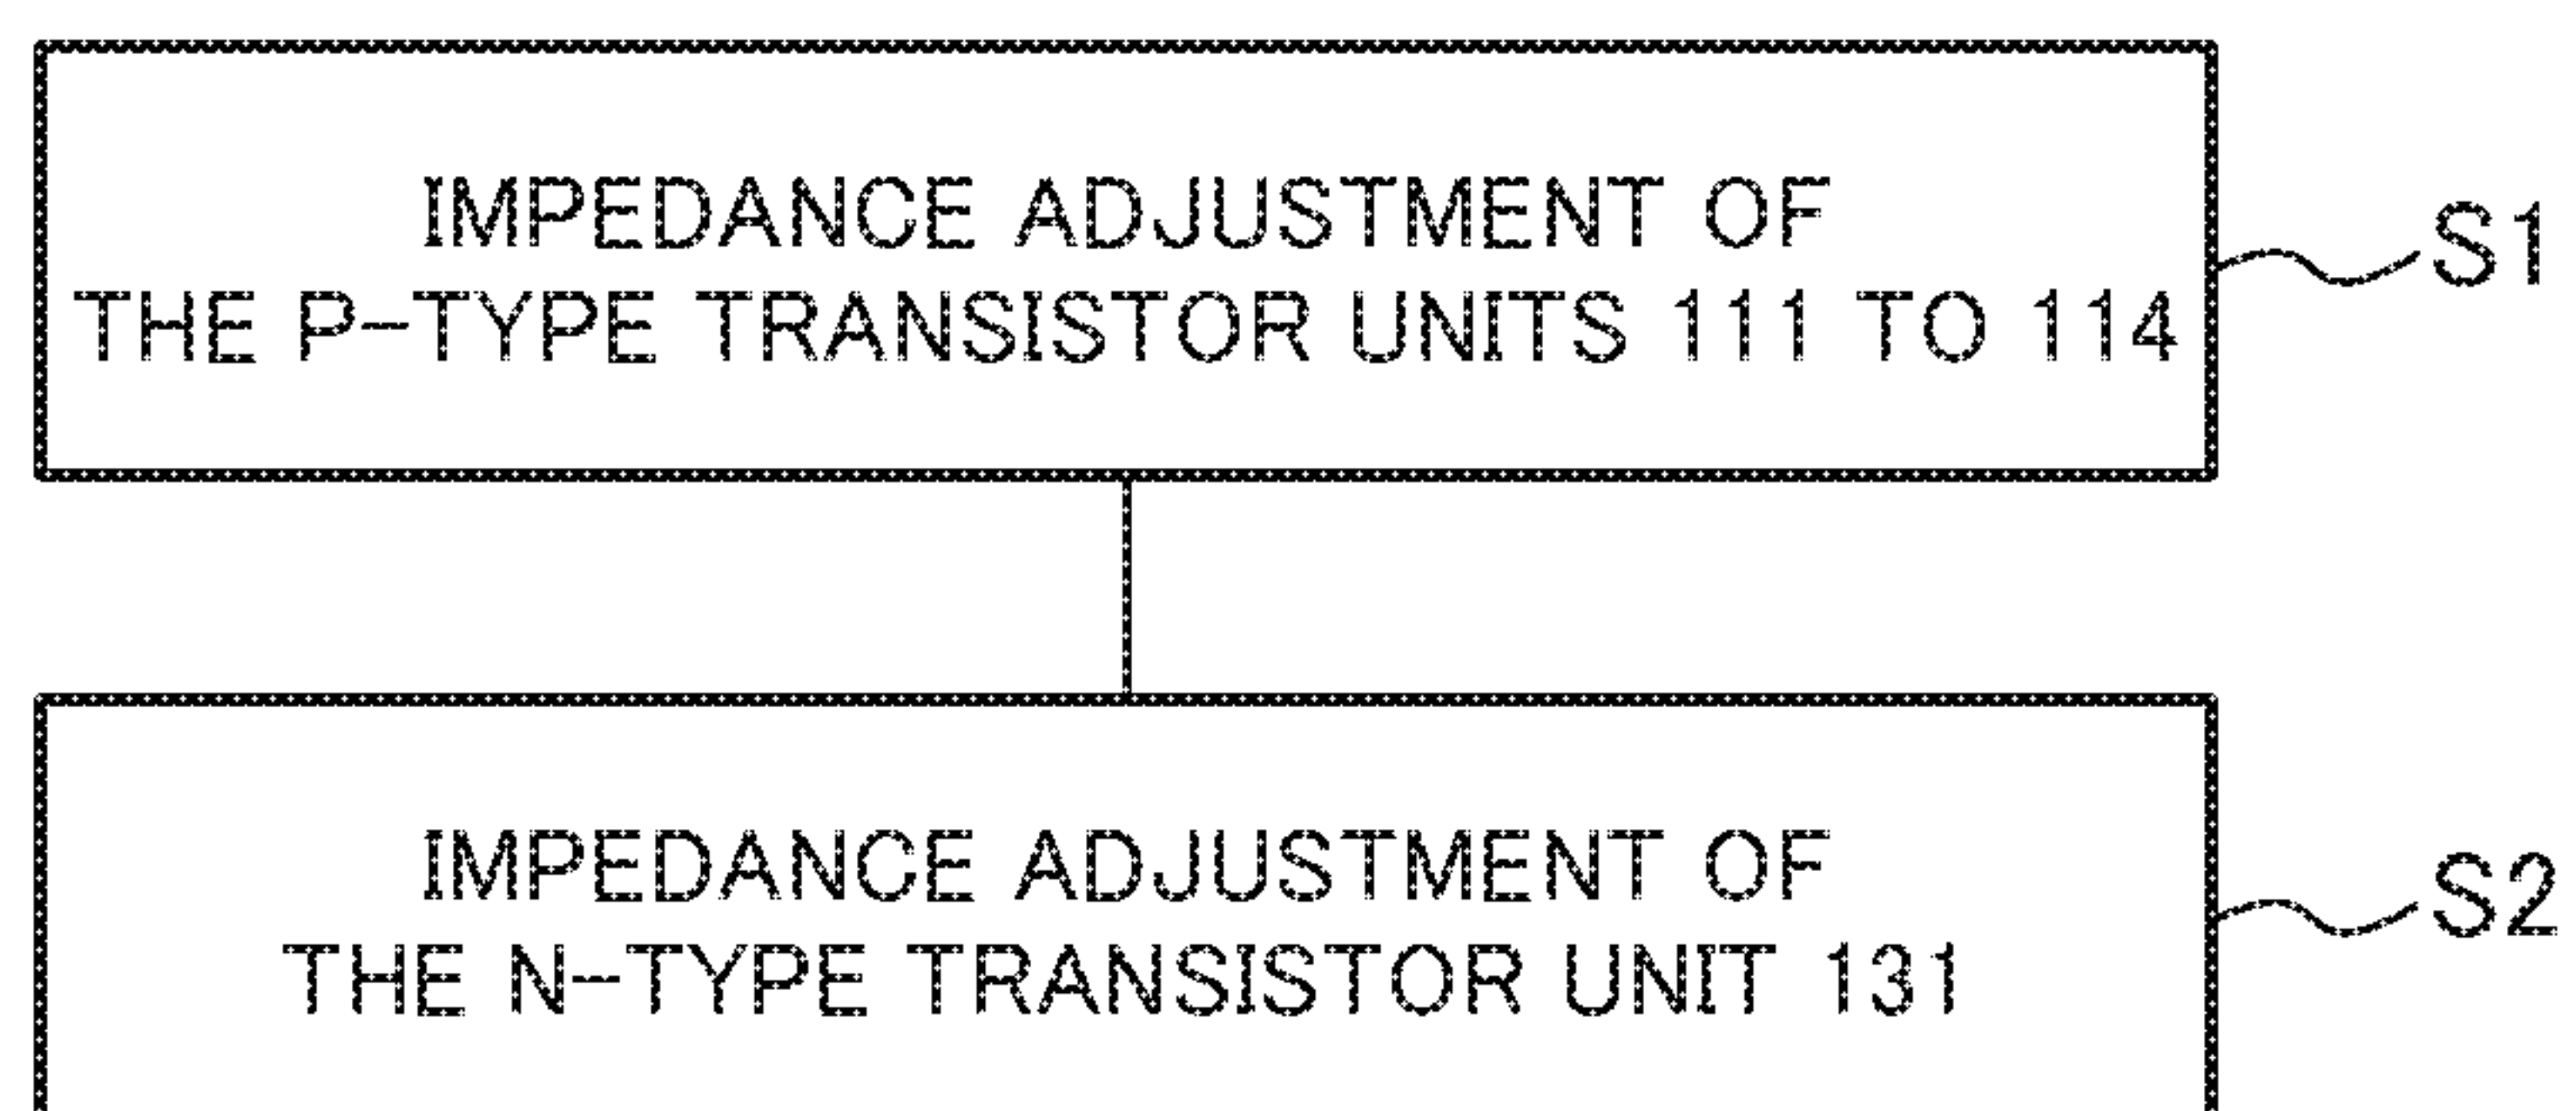 IMPEDANCE ADJUSTMENT OF
THE P-TYPE TRANSISTOR UNITS 111 TO 114
S1
IMPEDANCE ADJUSTMENT OF
THE N-TYPE TRANSISTOR UNIT 131
S2